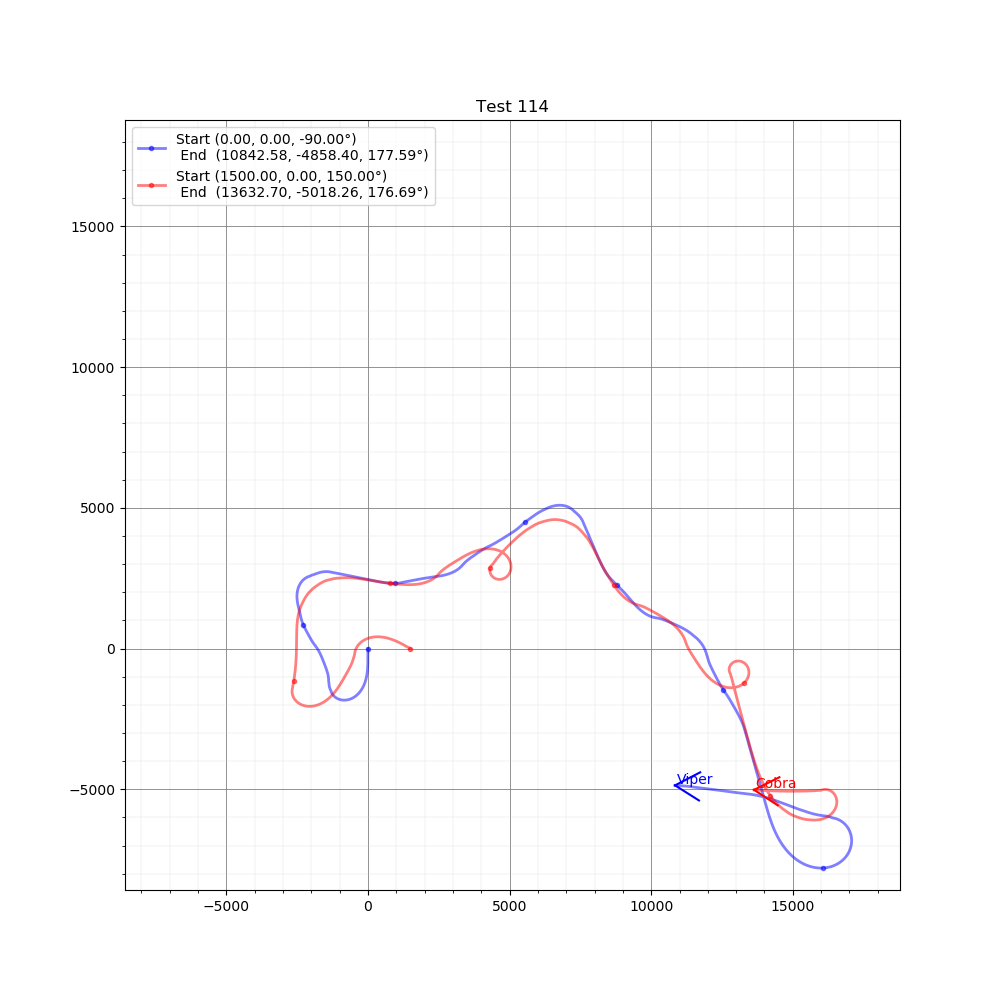 Test 114
Start (0.00, 0.00, -90.00°)
End  (10842.58, -4858.40, 177.59°)
Start (1500.00, 0.00, 150.00°)
End  (13632.70, -5018.26, 176.69°)
15000
10000
5000
0
−5000
Viper
Cobra
−5000
0
5000
10000
15000